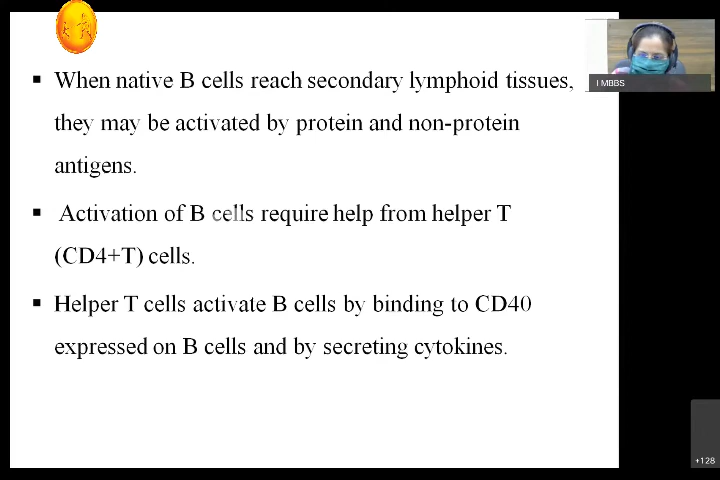 When native B cells reach secondary lymphoid tissues,
they may be activated by protein and non-protein
antigens.
Activation of B cells require help from helper T
(CD4+T) cells.
Helper T cells activate B cells by binding to CD40
expressed on B cells and by secreting cytokines.
I MBBS
+128